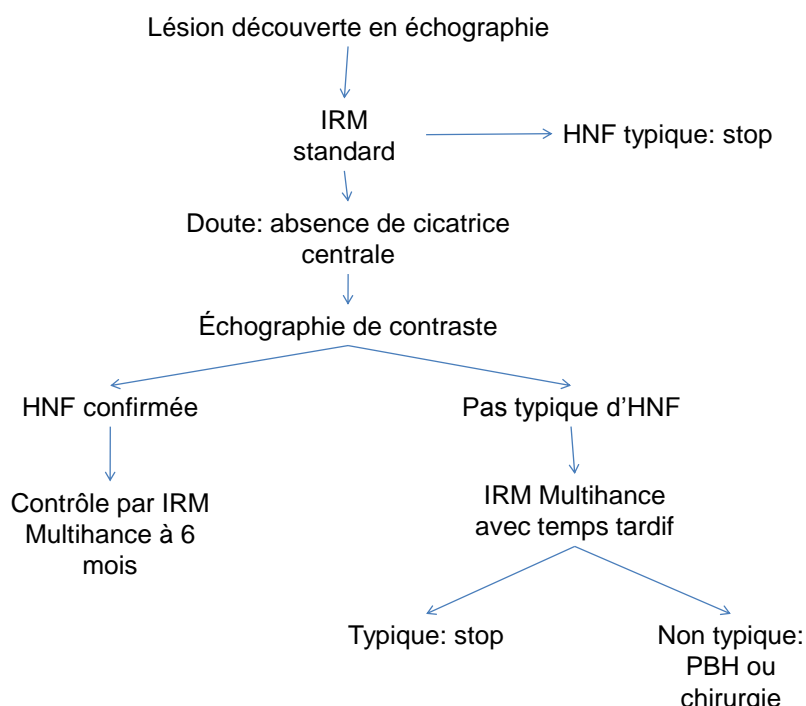 Lésion découverte en échographie
IRM
standard
HNF typique: stop
Doute: absence de cicatrice
centrale
Échographie de contraste
HNF confirmée
Pas typique d’HNF
Contrôle par IRM
Multihance à 6
mois
IRM Multihance
avec temps tardif
Typique: stop
Non typique:
PBH ou
chirurgie